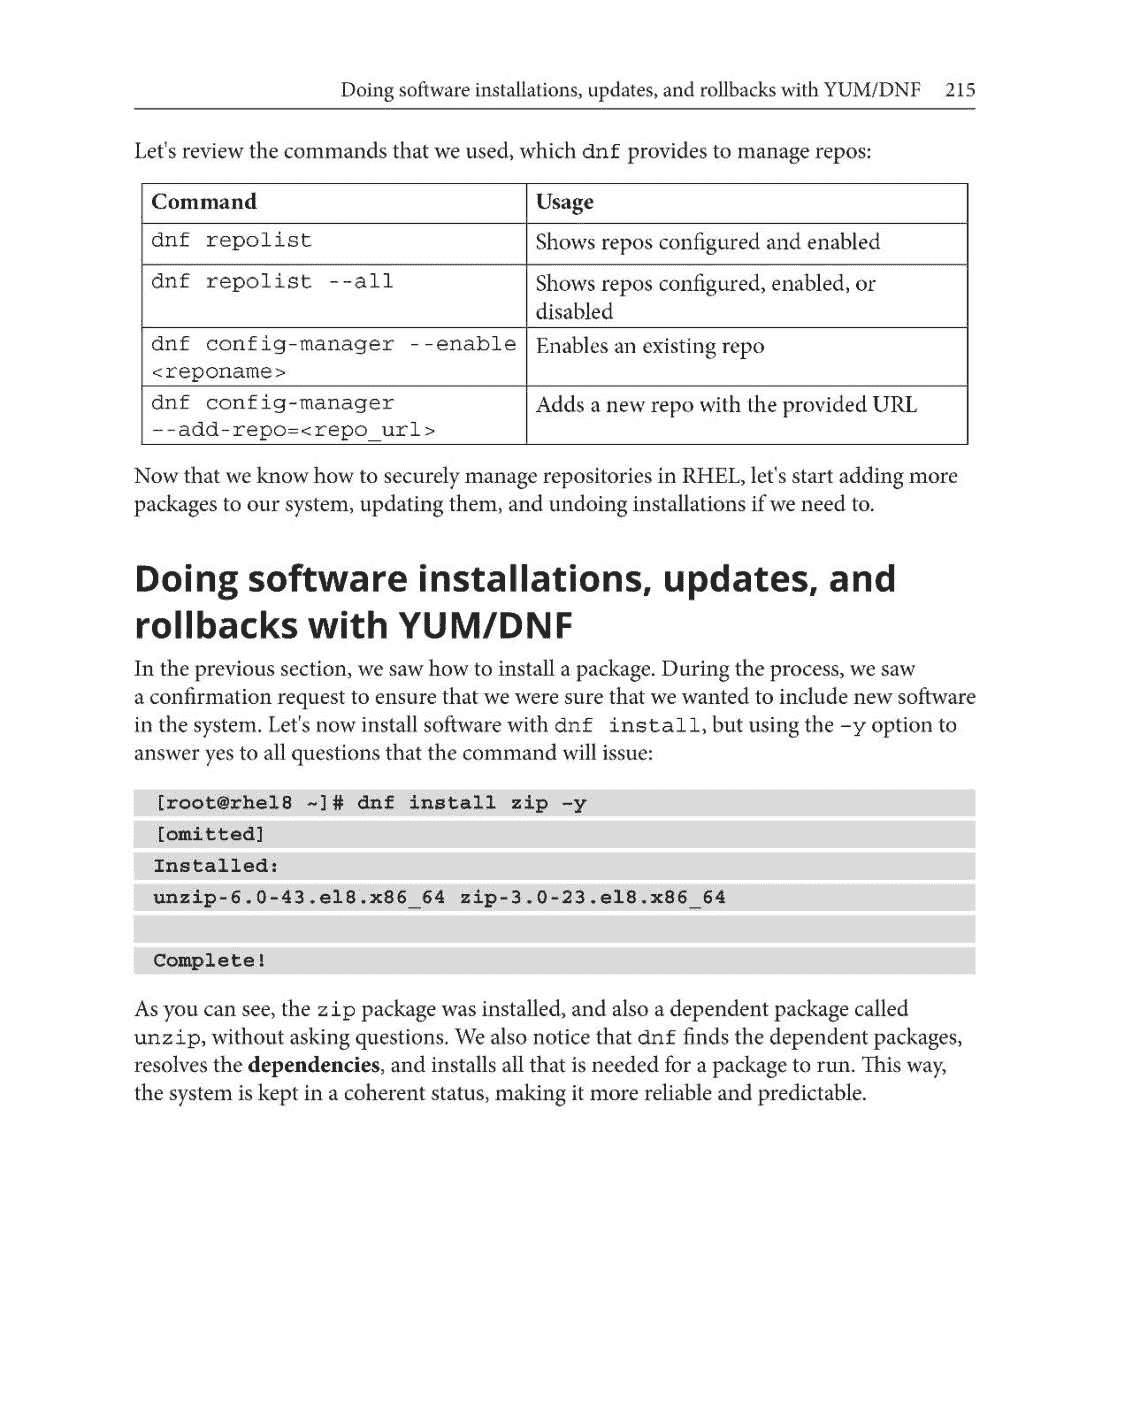 Doing software installations, updates, and rollbacks with YUM/DNF 215
Let's review the commands that we used, which dnf provides to manage repos:
Command Usage
dnf repolist Shows repos configured and enabled
dnf repolist --all Shows repos configured, enabled, or
disabled
dnf config-manager --enable Enables an existing repo
<reponame>
dnf config-manager Adds a new repo with the provided URL
--add-repo=<repo_url>
Now that we know how to securely manage repositories in RHEL, let's start adding more
packages to our system, updating them, and undoing installations if we need to.
Doing software installations, updates, and
rollbacks with YUM/DNF
In the previous section, we saw how to install a package. During the process, we saw
a confirmation request to ensure that we were sure that we wanted to include new software
in the system. Let's now install software with dnf install, but using the -y option to
answer yes to all questions that the command will issue:
[root@rhel8 ~]# dnf install zip -y
[omitted]
Installed:
unzip-6.0-43.el8.x86_64 zip-3.0-23.el8.x86_64
Complete!
As you can see, the zip package was installed, and also a dependent package called
unzip, without asking questions. We also notice that dnf finds the dependent packages,
resolves the dependencies, and installs all that is needed for a package to run. This way,
the system is kept in a coherent status, making it more reliable and predictable.